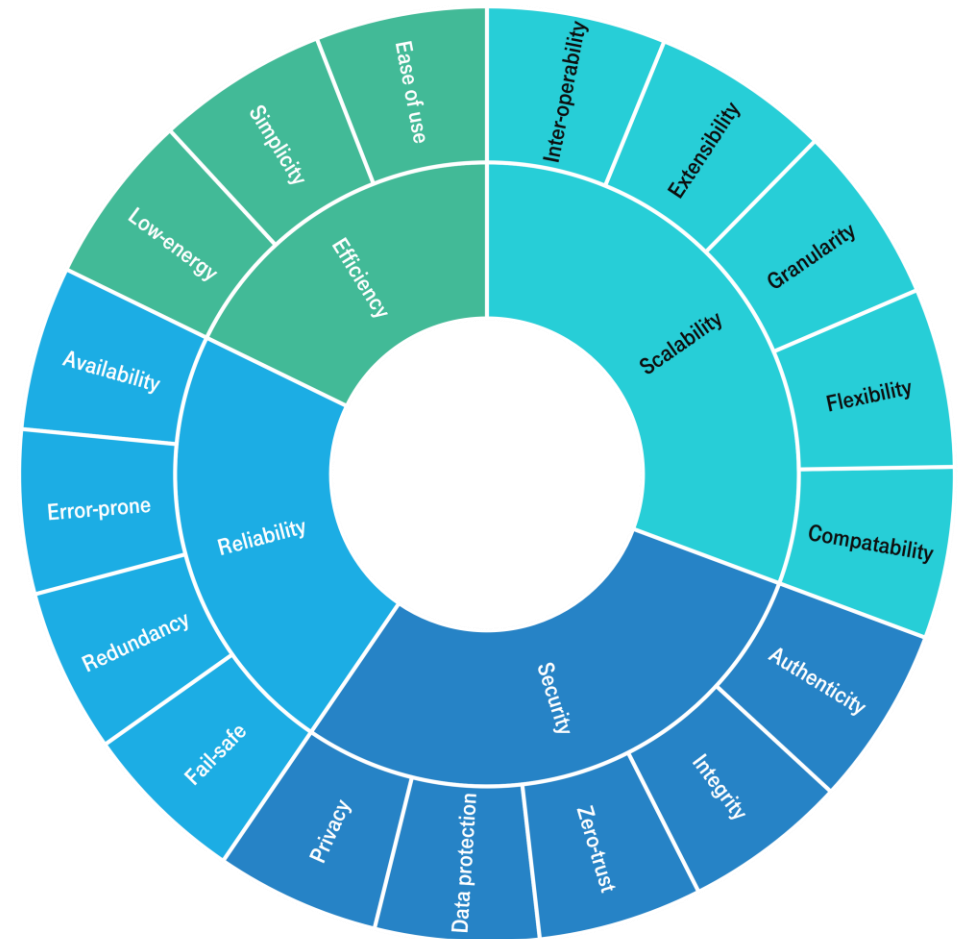 Scalability
Inter-operability
Extensibility
Granularity
Flexibility
Compatability
Security
Authenticity
Integrity
Zero-trust
Data protection
Privacy
Reliability
Fail-safe
Redundancy
Error-prone
Availability
Efficiency
Low-energy
Simplicity
Ease of use